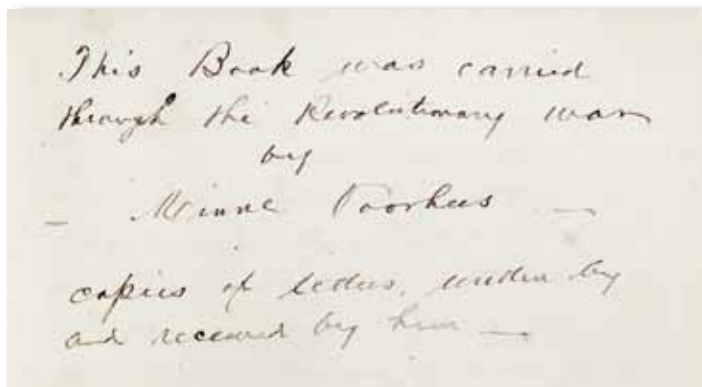 This Book was carried
through the Revolutionary war
by
– Minne Voorhees –
copies of letters, written by
and received by him –